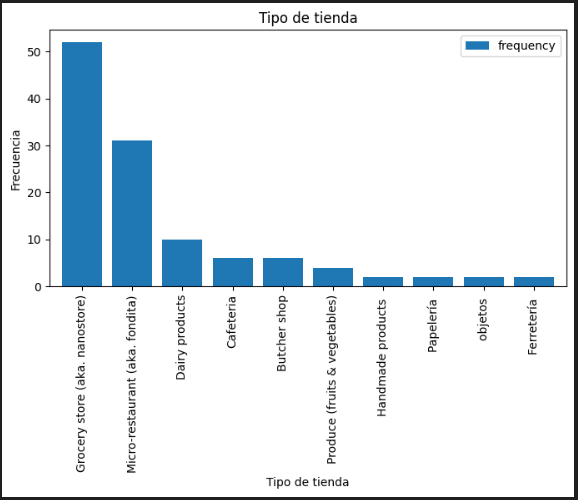 Tipo de tienda
frequency
Frecuencia
50
40
30
20
10
0
Grocery store (aka. nanostore)
Micro-restaurant (aka. fondita)
Dairy products
Cafeteria
Butcher shop
Produce (fruits & vegetables)
Handmade products
Papelería
objetos
Ferretería
Tipo de tienda